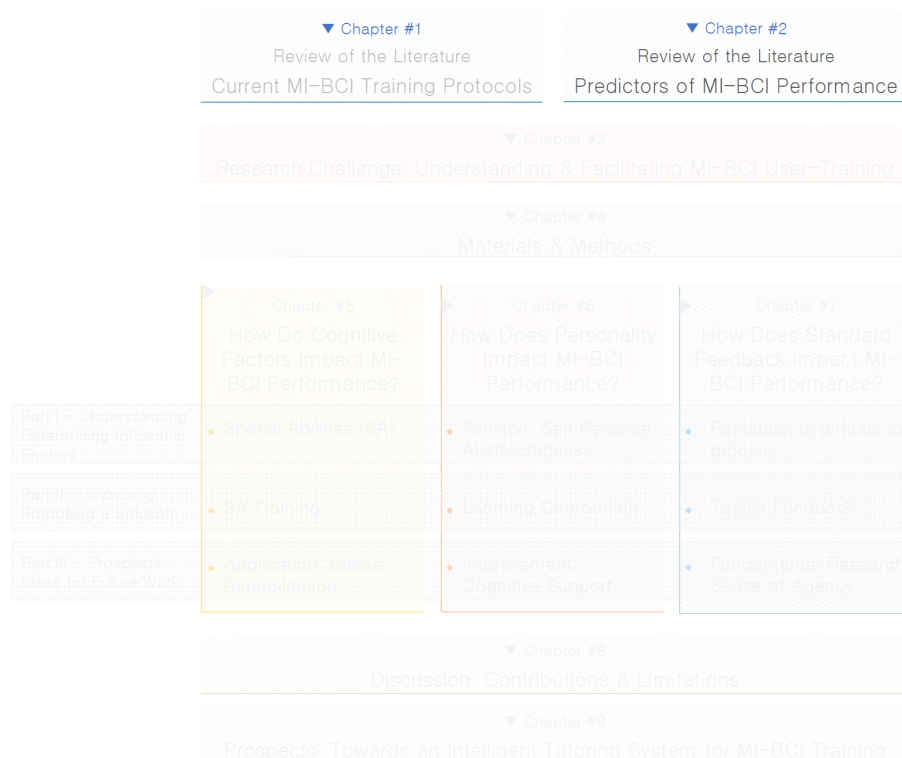 ▼ Chapter #1
Review of the Literature
Current MI-BCI Training Protocols
▼ Chapter #2
Review of the Literature
Predictors of MI-BCI Performance
▼ Chapter #3
Research Challenge: Understanding & Facilitating MI-BCI User-Training
▼ Chapter #4
Materials & Methods
Chapter #5
How Do Cognitive
Factors Impact MI-
BCI Performance?
Chapter #6
How Does Personality
Impact MI-BCI
Performance?
Chapter #7
How Does Standard
Feedback Impact MI-
BCI Performance?
Part I - Understanding
Determining Influential
Factors
Spatial Abilities (SA)
Tension, Self Reliance,
Abstractedness
Feedback is difficult to
process
Part II - Improving
Proposing a Solution
SA Training
Learning Companion
Tactile Feedback
Part III - Prospects
Ideas for Future Work
Application: Stroke
Rehabilitation
Improvement:
Cognitive Support
Fundamental Research
Sense of Agency
▼ Chapter #8
Discussion: Contributions & Limitations
▼ Chapter #9
Prospects: Towards an Intelligent Tutoring System for MI-BCI Training